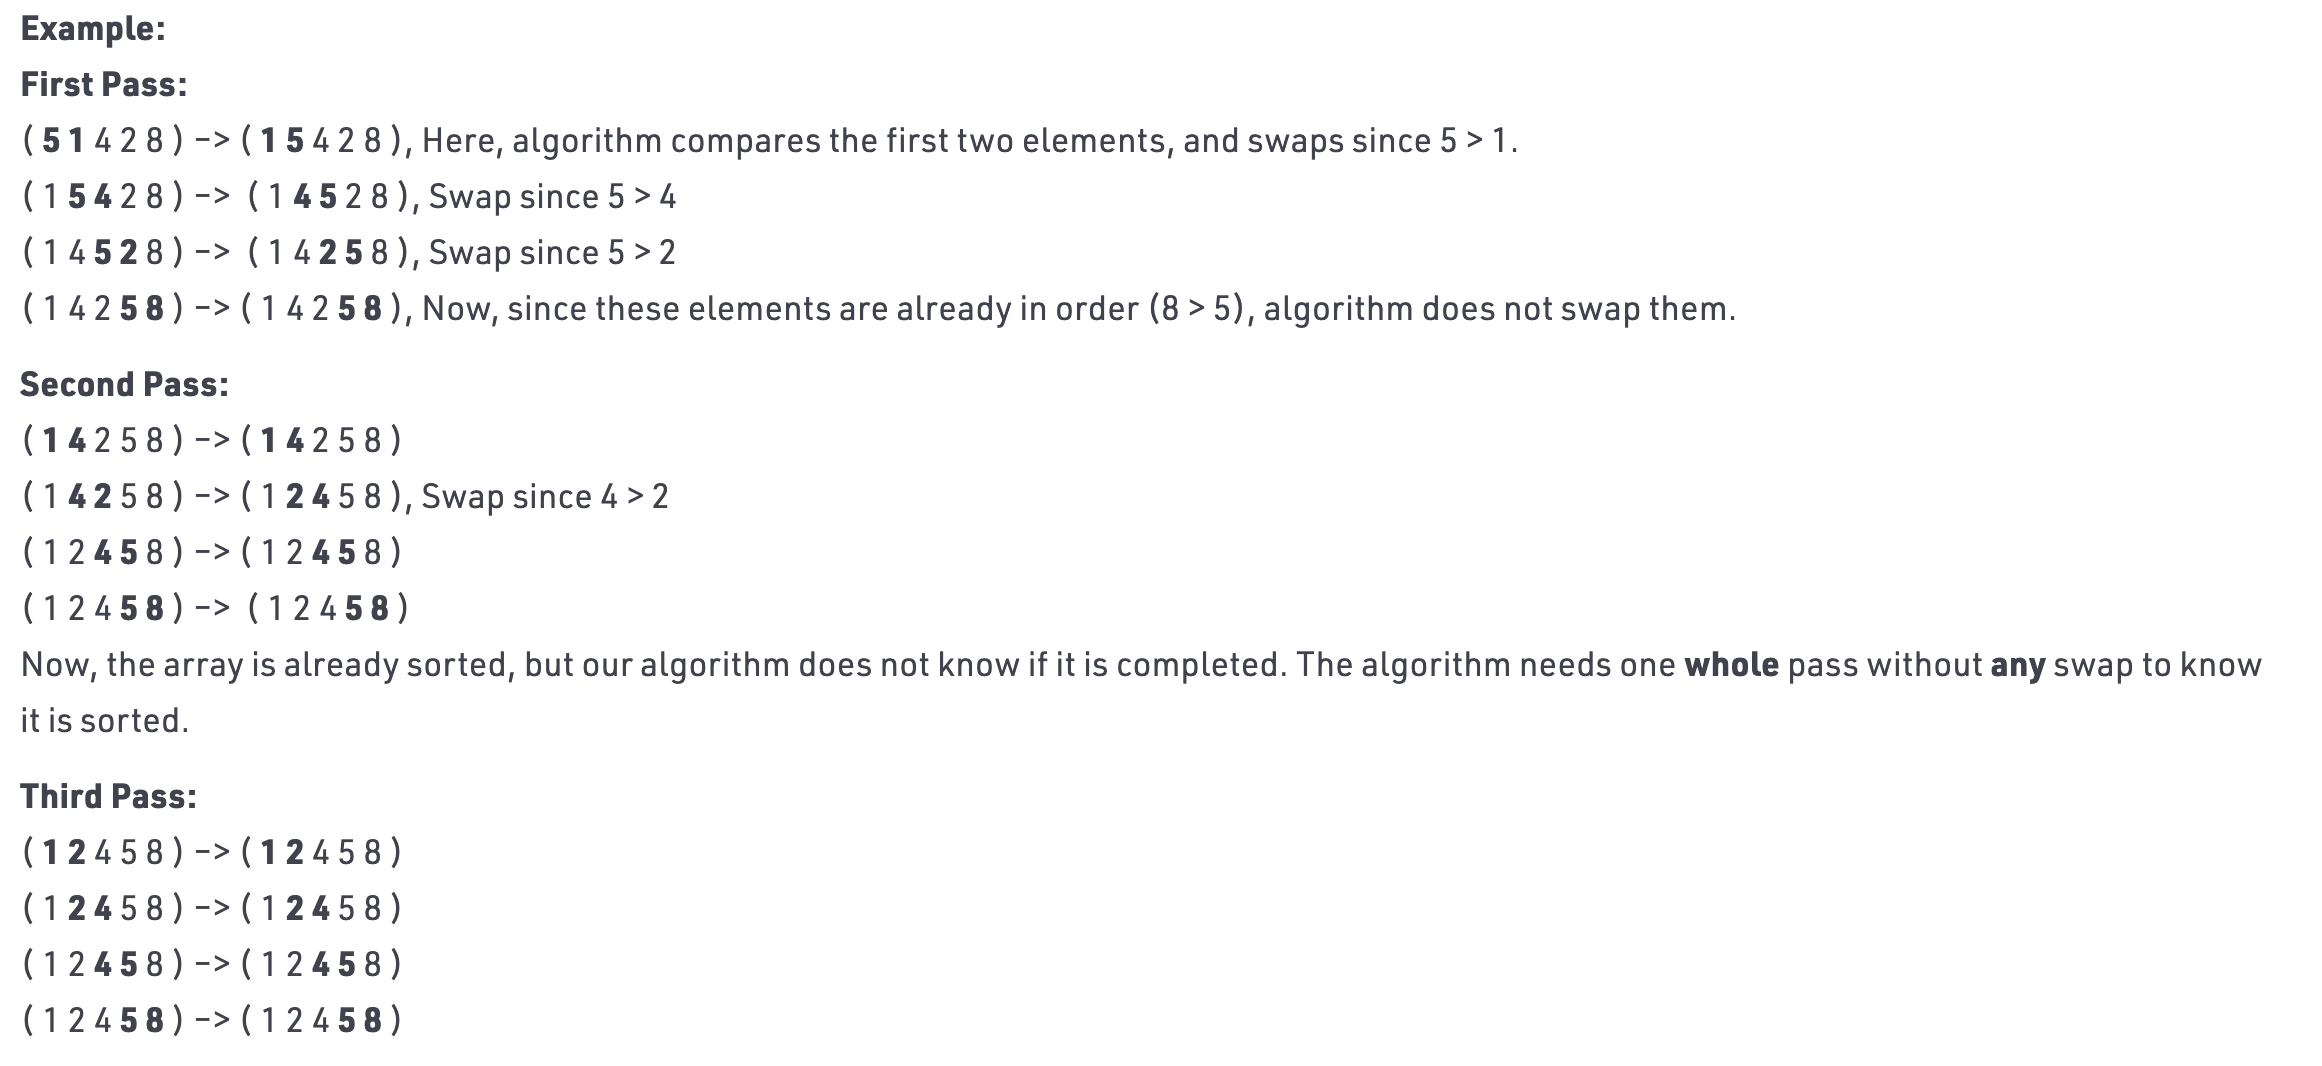 Example:
First Pass:
( 5 1 4 2 8 ) –> ( 1 5 4 2 8 ), Here, algorithm compares the first two elements, and swaps since 5 > 1.
( 1 5 4 2 8 ) –>  ( 1 4 5 2 8 ), Swap since 5 > 4
( 1 4 5 2 8 ) –>  ( 1 4 2 5 8 ), Swap since 5 > 2
( 1 4 2 5 8 ) –> ( 1 4 2 5 8 ), Now, since these elements are already in order (8 > 5), algorithm does not swap them.
Second Pass:
( 1 4 2 5 8 ) –> ( 1 4 2 5 8 )
( 1 4 2 5 8 ) –> ( 1 2 4 5 8 ), Swap since 4 > 2
( 1 2 4 5 8 ) –> ( 1 2 4 5 8 )
( 1 2 4 5 8 ) –>  ( 1 2 4 5 8 )
Now, the array is already sorted, but our algorithm does not know if it is completed. The algorithm needs one whole pass without any swap to know
it is sorted.
Third Pass:
( 1 2 4 5 8 ) –> ( 1 2 4 5 8 )
( 1 2 4 5 8 ) –> ( 1 2 4 5 8 )
( 1 2 4 5 8 ) –> ( 1 2 4 5 8 )
( 1 2 4 5 8 ) –> ( 1 2 4 5 8 )